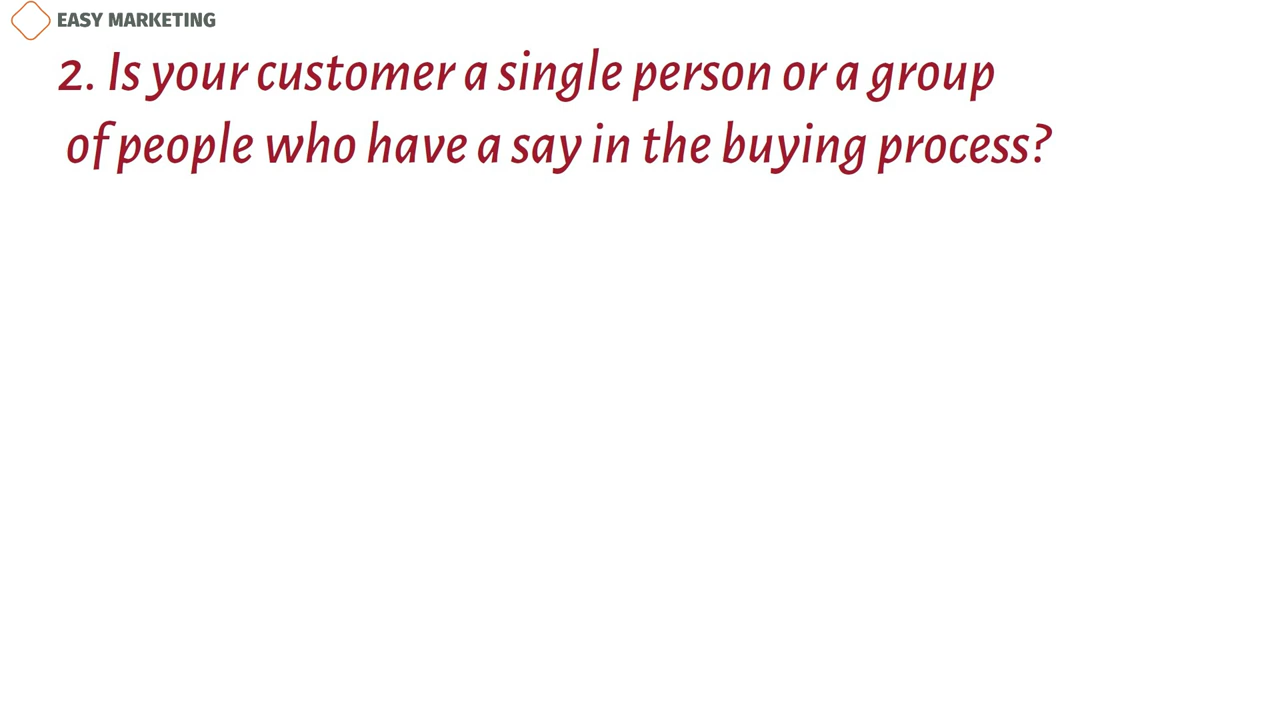 EASY MARKETING
2. Is your customer a single person or a group
of people who have a say in the buying process?